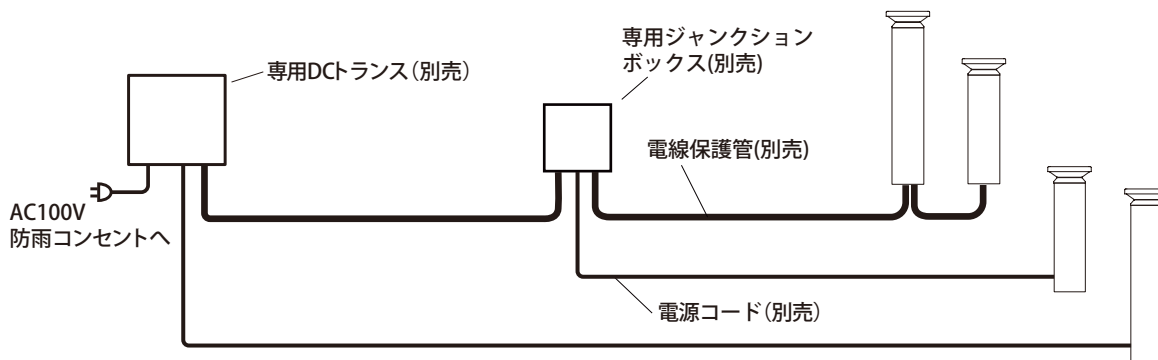 専用DCトランス（別売）
専用ジャンクション
ボックス(別売)
電線保護管(別売)
AC100V
防雨コンセントへ
電源コード（別売）